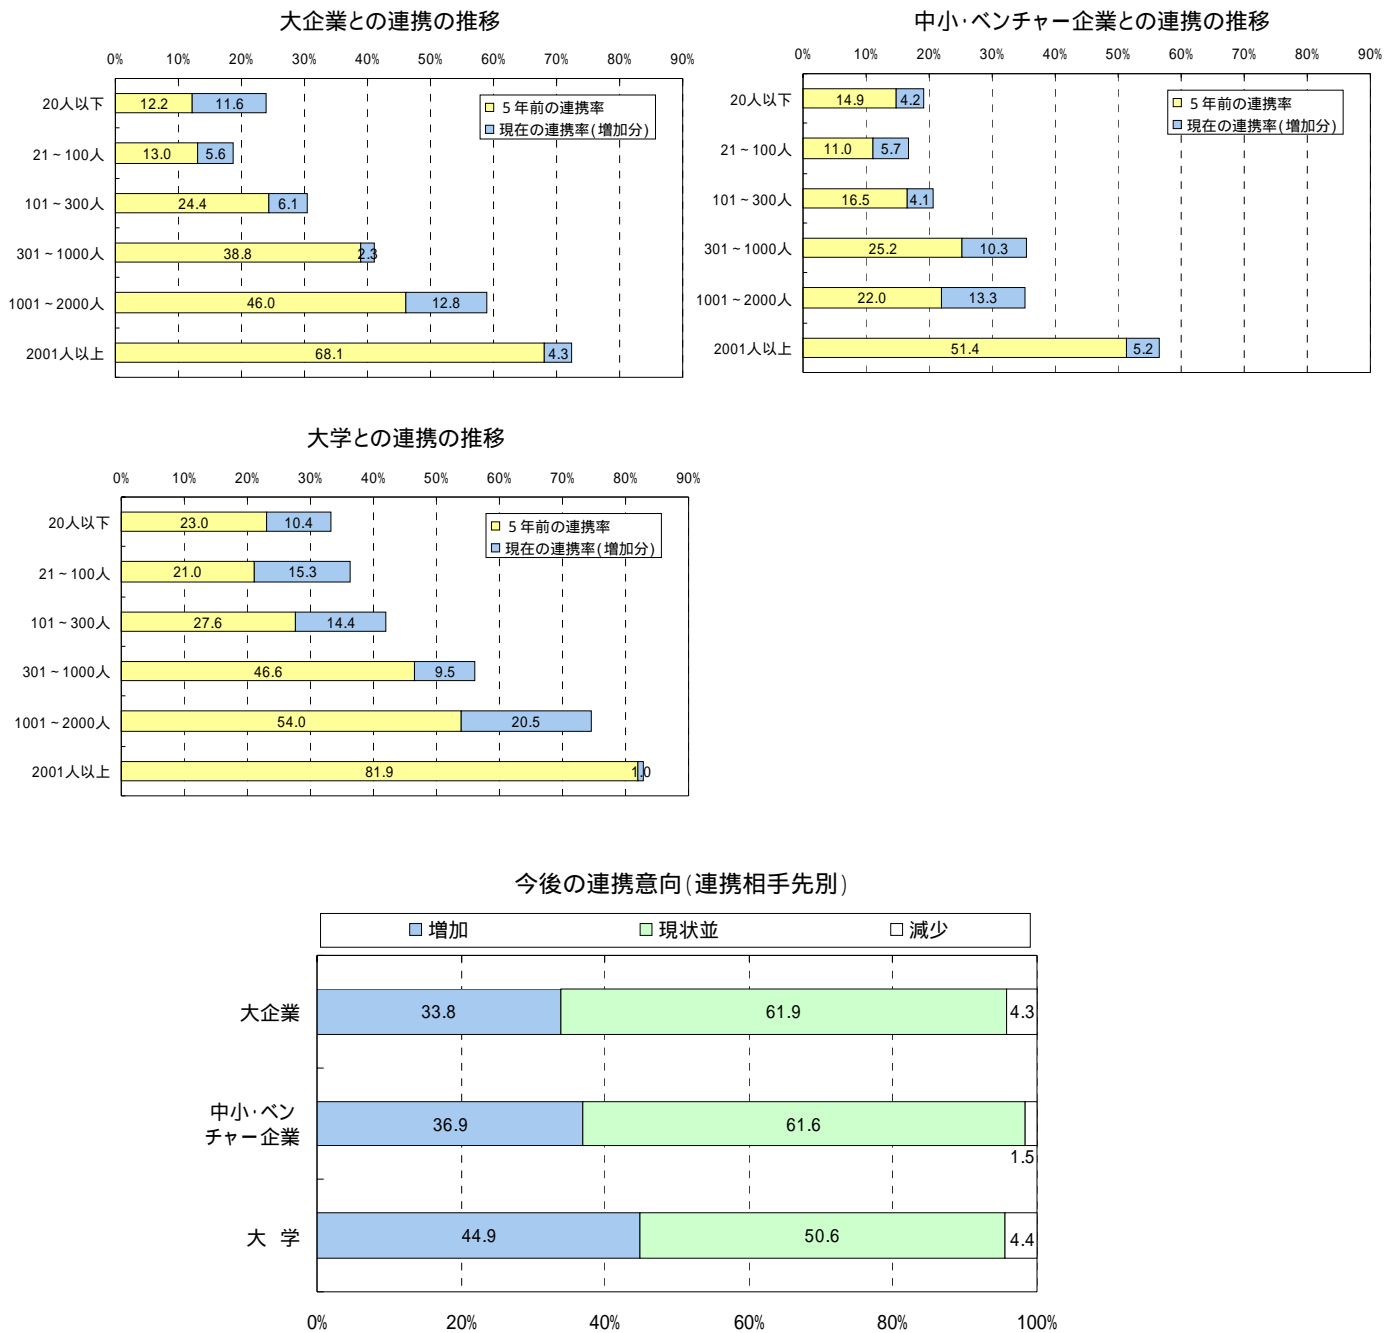 大企業との連携の推移
0% 10% 20% 30% 40% 50% 60% 70% 80% 90%
5年前の連携率
現在の連携率(増加分)
20人以下 12.2 11.6
21~100人 13.0 5.6
101~300人 24.4 6.1
301~1000人 38.8 2.3
1001~2000人 46.0 12.8
2001人以上 68.1 4.3
中小・ベンチャー企業との連携の推移
0% 10% 20% 30% 40% 50% 60% 70% 80% 90%
5年前の連携率
現在の連携率(増加分)
20人以下 14.9 4.2
21~100人 11.0 5.7
101~300人 16.5 4.1
301~1000人 25.2 10.3
1001~2000人 22.0 13.3
2001人以上 51.4 5.2
大学との連携の推移
0% 10% 20% 30% 40% 50% 60% 70% 80% 90%
5年前の連携率
現在の連携率(増加分)
20人以下 23.0 10.4
21~100人 21.0 15.3
101~300人 27.6 14.4
301~1000人 46.6 9.5
1001~2000人 54.0 20.5
2001人以上 81.9 1.0
今後の連携意向(連携相手先別)
増加 現状並 減少
大企業 33.8 61.9 4.3
中小・ベン
チャー企業 36.9 61.6 1.5
大 学 44.9 50.6 4.4
0% 20% 40% 60% 80% 100%